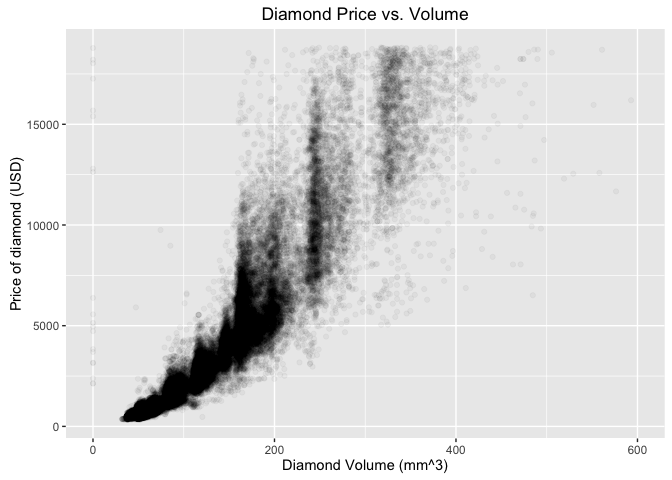 Diamond Price vs. Volume
Price of diamond (USD)
15000
10000
5000
0
0 200 400 600
Diamond Volume (mm^3)